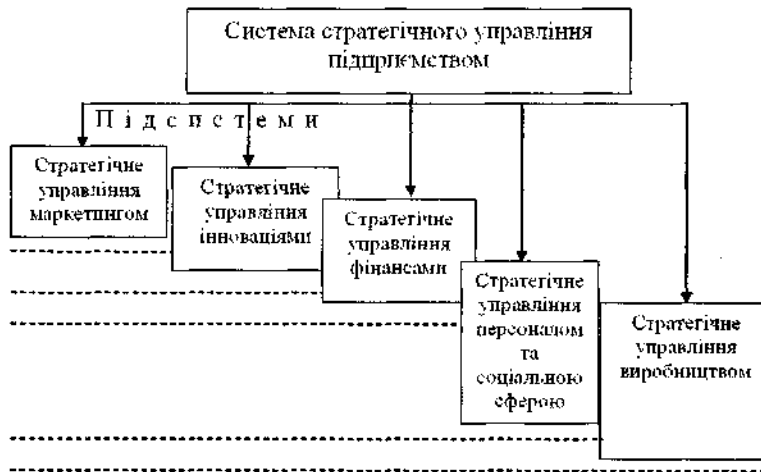 Система стратегічного управління
підприємством
Підсистеми
Стратегічне
управління
маркетингом
Стратегічне
управління
інноваціями
Стратегічне
управління
фінансами
Стратегічне
управління
персоналом
та
соціальною
сферою
Стратегічне
управління
виробництвом